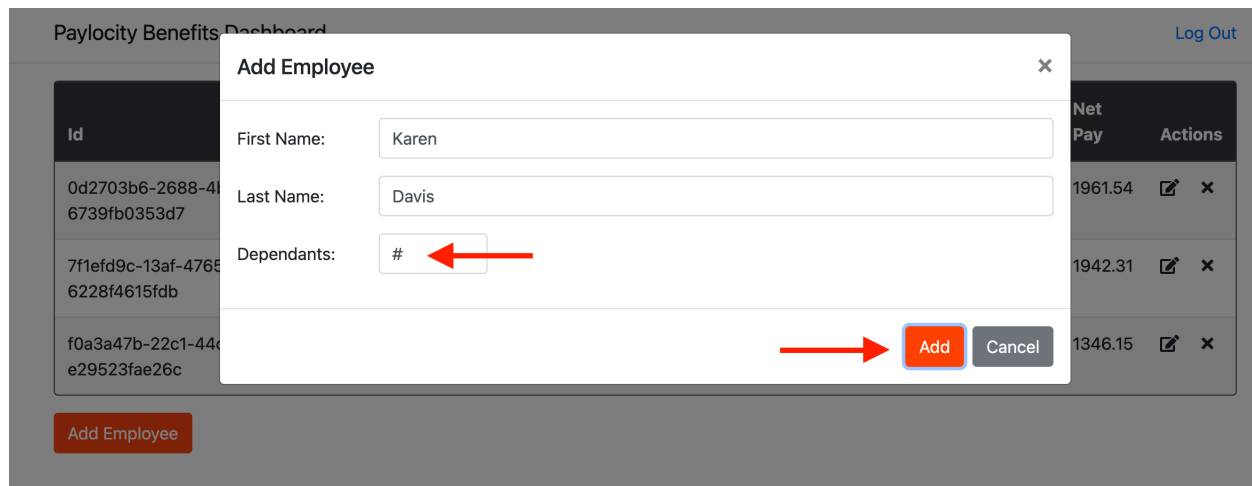 Paylocity Benefits Dashboard
Log Out
Add Employee
×
First Name:
Karen
Last Name:
Davis
Dependants:
#
Add
Cancel
Id
Net
Pay
Actions
0d2703b6-2688-4
6739fb0353d7
1961.54
7f1efd9c-13af-4765
6228f4615fdb
1942.31
f0a3a47b-22c1-44
e29523fae26c
1346.15
Add Employee